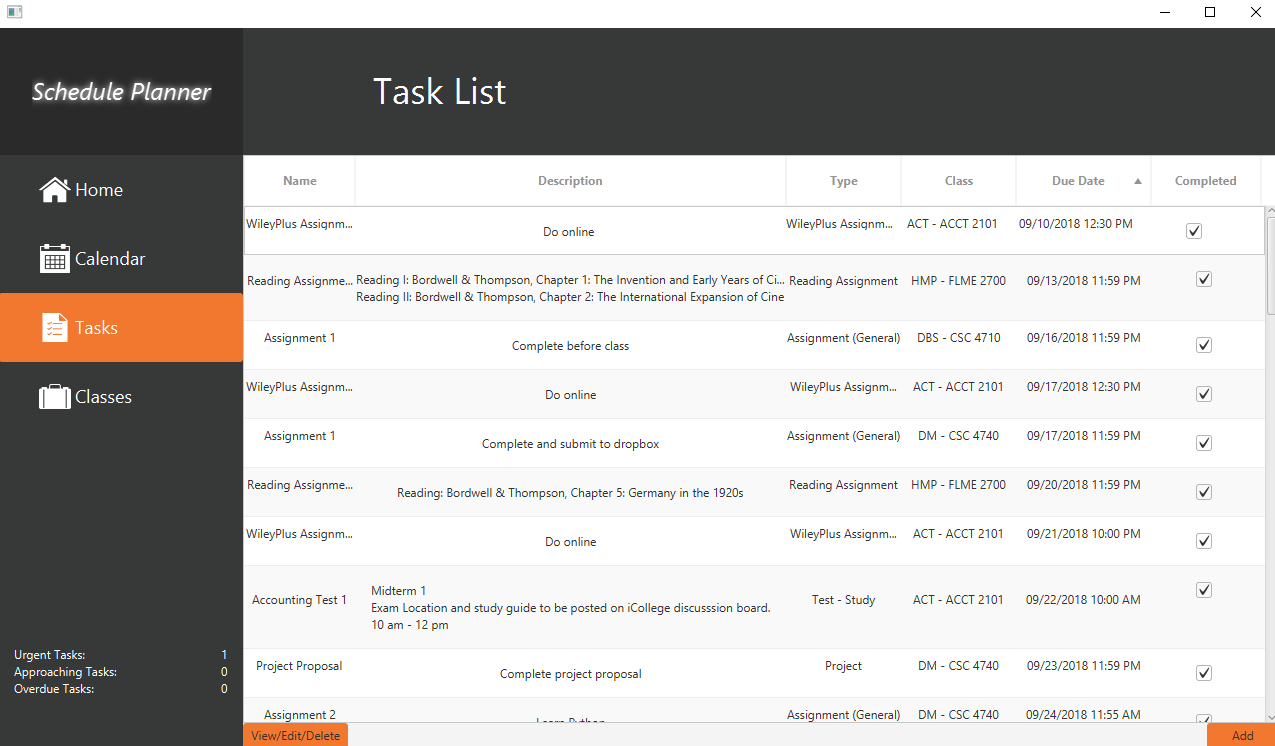 Schedule Planner
Task List
Home
Calendar
Tasks
Classes
Urgent Tasks: 1
Approaching Tasks: 0
Overdue Tasks: 0
Name Description Type Class Due Date Completed
WileyPlus Assignm... Do online WileyPlus Assignm... ACT - ACCT 2101 09/10/2018 12:30 PM
Reading Assignme... Reading I: Bordwell & Thompson, Chapter 1: The Invention and Early Years of Ci... Reading Assignment HMP - FLME 2700 09/13/2018 11:59 PM
Reading II: Bordwell & Thompson, Chapter 2: The International Expansion of Cine
Assignment 1 Complete before class Assignment (General) DBS - CSC 4710 09/16/2018 11:59 PM
WileyPlus Assignm... Do online WileyPlus Assignm... ACT - ACCT 2101 09/17/2018 12:30 PM
Assignment 1 Complete and submit to dropbox Assignment (General) DM - CSC 4740 09/17/2018 11:59 PM
Reading Assignme... Reading: Bordwell & Thompson, Chapter 5: Germany in the 1920s Reading Assignment HMP - FLME 2700 09/20/2018 11:59 PM
WileyPlus Assignm... Do online WileyPlus Assignm... ACT - ACCT 2101 09/21/2018 10:00 PM
Midterm 1
Accounting Test 1 Exam Location and study guide to be posted on iCollege discusssion board. Test - Study ACT - ACCT 2101 09/22/2018 10:00 AM
10 am - 12 pm
Project Proposal Complete project proposal Project DM - CSC 4740 09/23/2018 11:59 PM
Assignment 2 Learn Python Assignment (General) DM - CSC 4740 09/24/2018 11:55 AM
View/Edit/Delete Add